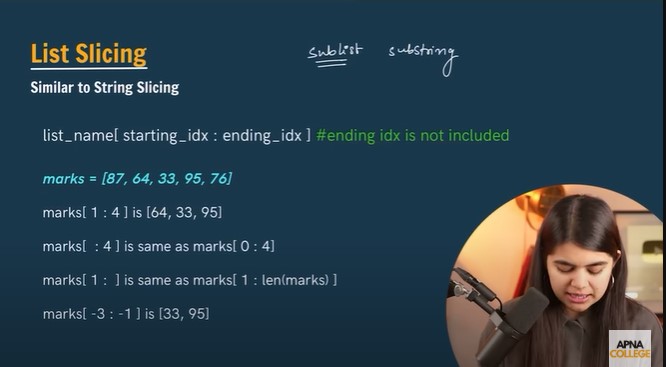 List Slicing
sublist substring
Similar to String Slicing
list_name[ starting_idx : ending_idx ] #ending idx is not included
marks = [87, 64, 33, 95, 76]
marks[ 1 : 4 ] is [64, 33, 95]
marks[ : 4 ] is same as marks[ 0 : 4]
marks[ 1 : ] is same as marks[ 1 : len(marks) ]
marks[ -3 : -1 ] is [33, 95]
APNA
COLLEGE